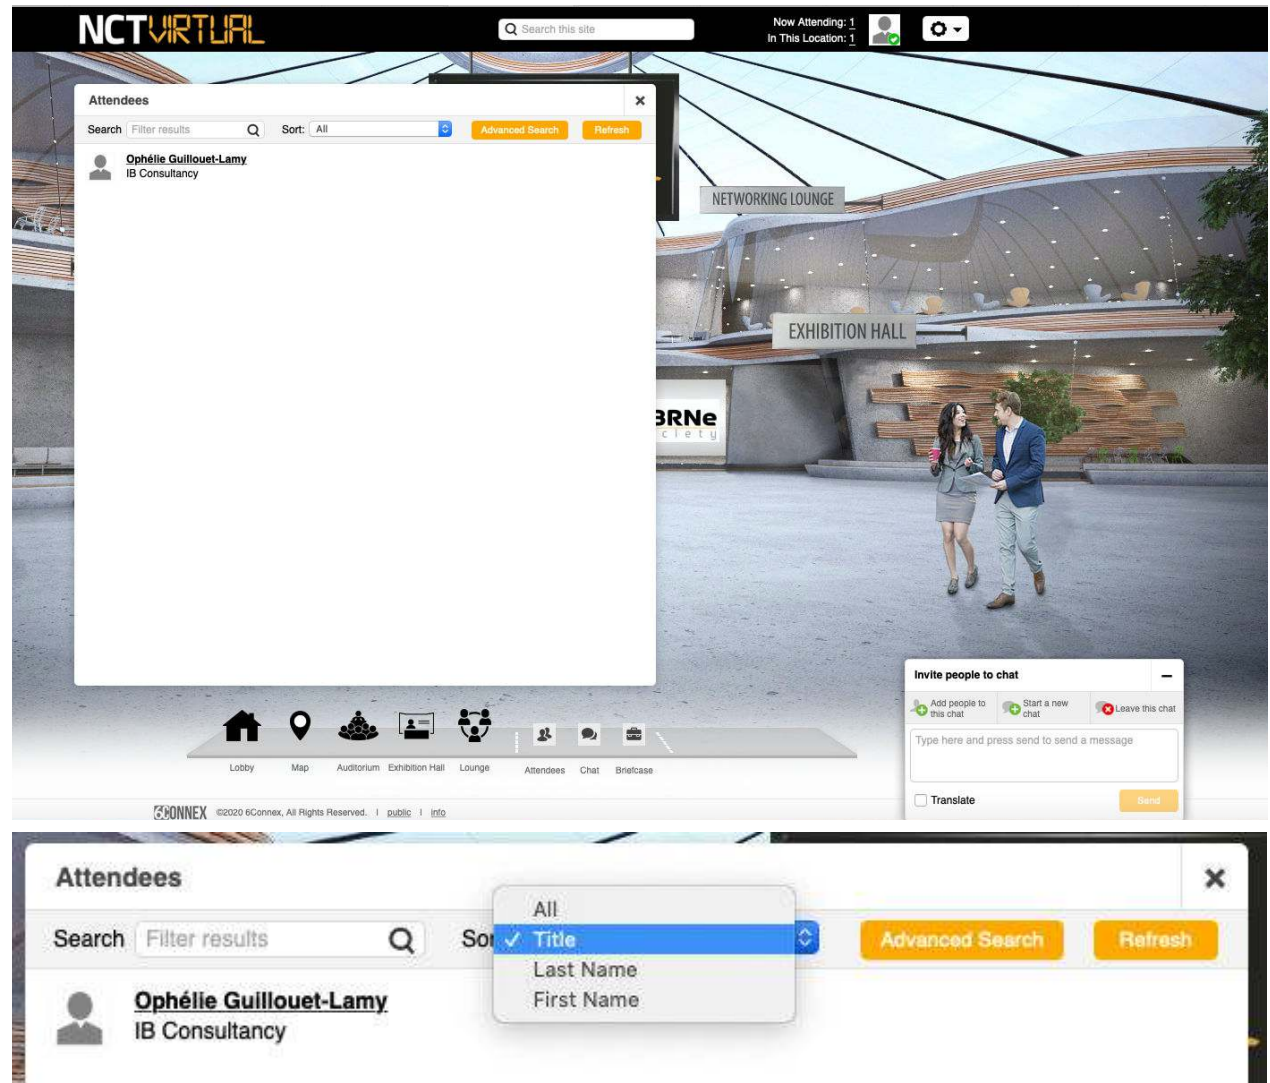 NCTVIRTUAL
Search this site
Now Attending: 1
In This Location: 1
Attendees
Search Filter results Sort: All Advanced Search Refresh
Ophélie Guillouet-Lamy
IB Consultancy
NETWORKING LOUNGE
EXHIBITION HALL
BRNe
ciety
Invite people to chat
Add people to this chat
Start a new chat
Leave this chat
Type here and press send to send a message
Translate Send
Lobby Map Auditorium Exhibition Hall Lounge Attendees Chat Briefcase
6CONNEX ©2020 6Connex, All Rights Reserved. | public | info
Attendees
Search Filter results Sor
All
✓ Title
Last Name
First Name
Advanced Search Refresh
Ophélie Guillouet-Lamy
IB Consultancy